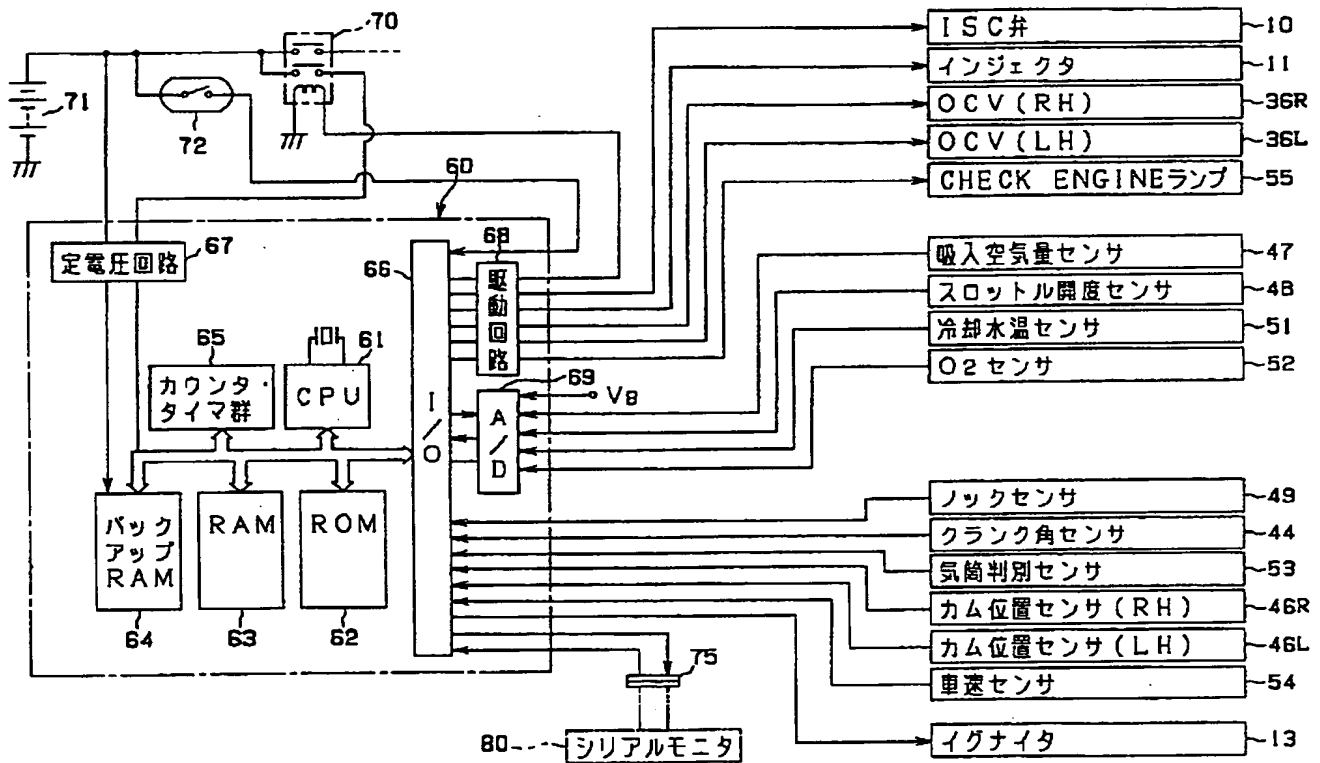 70
ISC弁
10
インジェクタ
11
OCV(RH)
36R
OCV(LH)
36L
CHECK ENGINEランプ
55
71
72
60
定電圧回路
67
66
68
駆動回路
吸入空気量センサ
47
スロットル開度センサ
48
冷却水温センサ
51
O2センサ
52
65
カウンタ・
タイマ群
61
CPU
I/O
69
A/D
VB
バック
アップ
RAM
64
RAM
63
ROM
62
ノックセンサ
49
クランク角センサ
44
気筒判別センサ
53
カム位置センサ(RH)
46R
カム位置センサ(LH)
46L
車速センサ
54
75
80
シリアルモニタ
イグナイタ
13